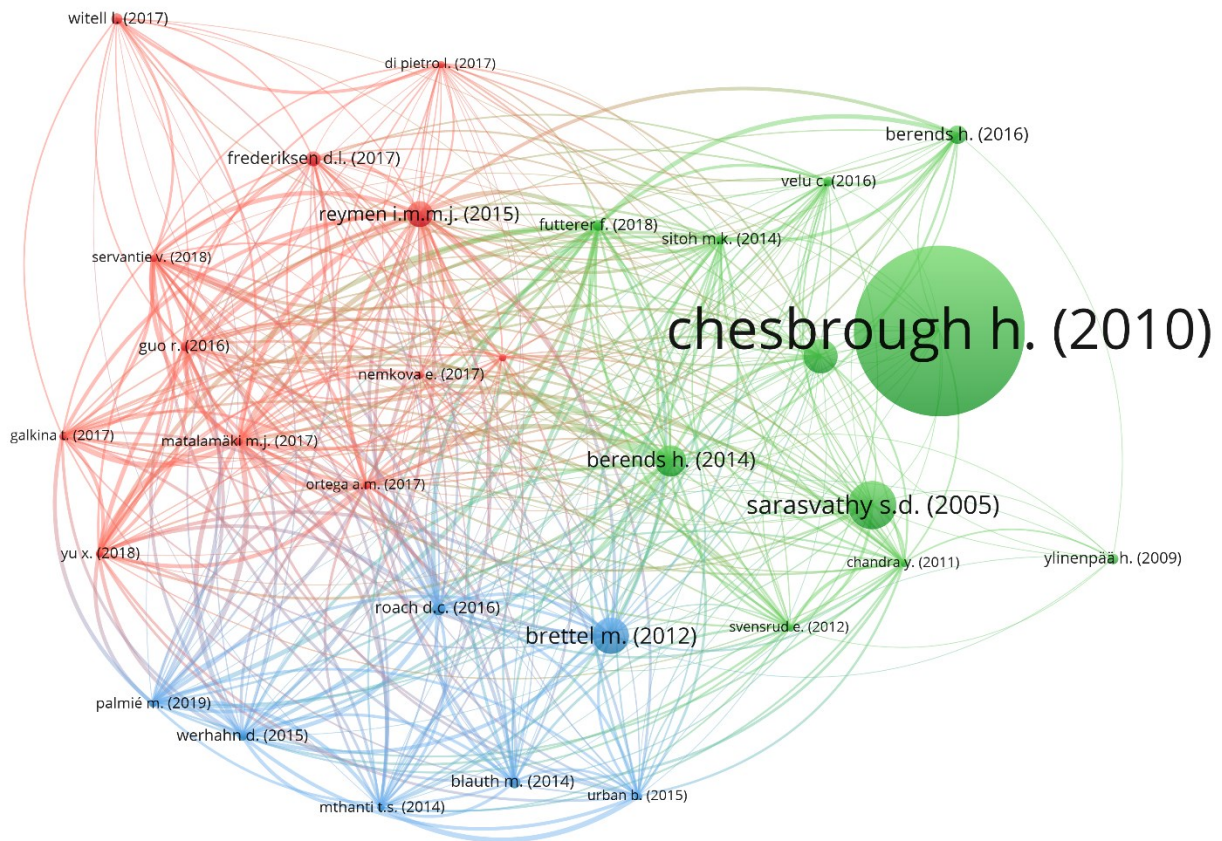 witell l. (2017)
di pietro l. (2017)
berends h. (2016)
frederiksen d.l. (2017)
velu c. (2016)
reymen i.m.m.j. (2015)
futterer f. (2018)
sitoh m.k. (2014)
servantie v. (2018)
chesbrough h. (2010)
guo r. (2016)
nemkova e. (2017)
galkina t. (2017)
matalamäki m.j. (2017)
berends h. (2014)
ortega a.m. (2017)
sarasvathy s.d. (2005)
yu x. (2018)
chandra y. (2011)
ylinenpää h. (2009)
roach d.c. (2016)
brettel m. (2012)
svensrud e. (2012)
palmié m. (2019)
werhahn d. (2015)
blauth m. (2014)
urban b. (2015)
mthanti t.s. (2014)